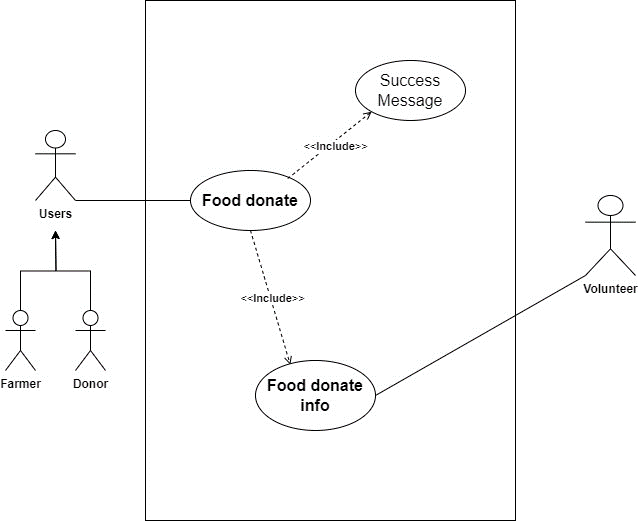 Success
Message
<<Include>>
Food donate
Users
<<Include>>
Volunteer
Farmer
Donor
Food donate
info